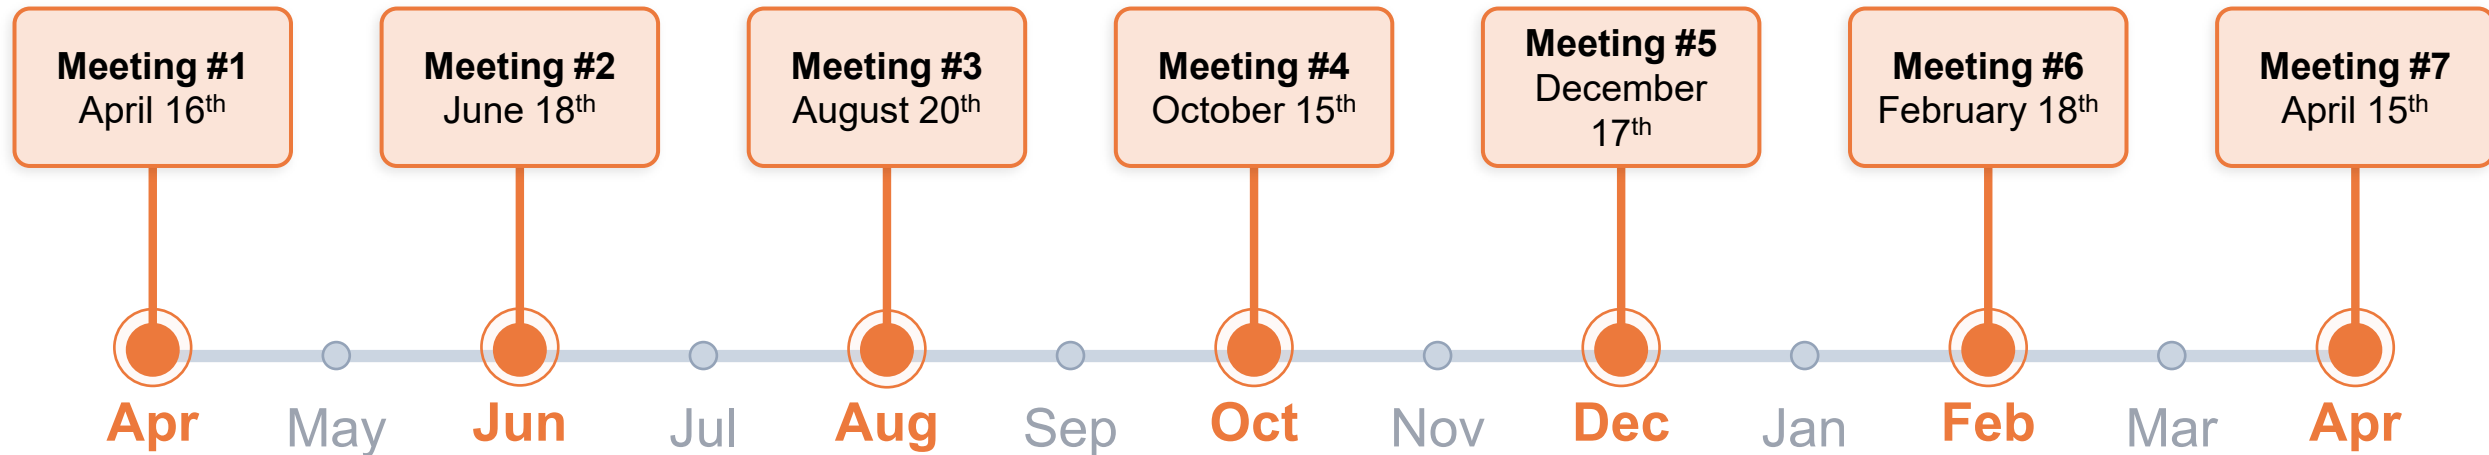 Meeting #1
April 16th
Meeting #2
June 18th
Meeting #3
August 20th
Meeting #4
October 15th
Meeting #5
December
17th
Meeting #6
February 18th
Meeting #7
April 15th
Apr
May
Jun
Jul
Aug
Sep
Oct
Nov
Dec
Jan
Feb
Mar
Apr